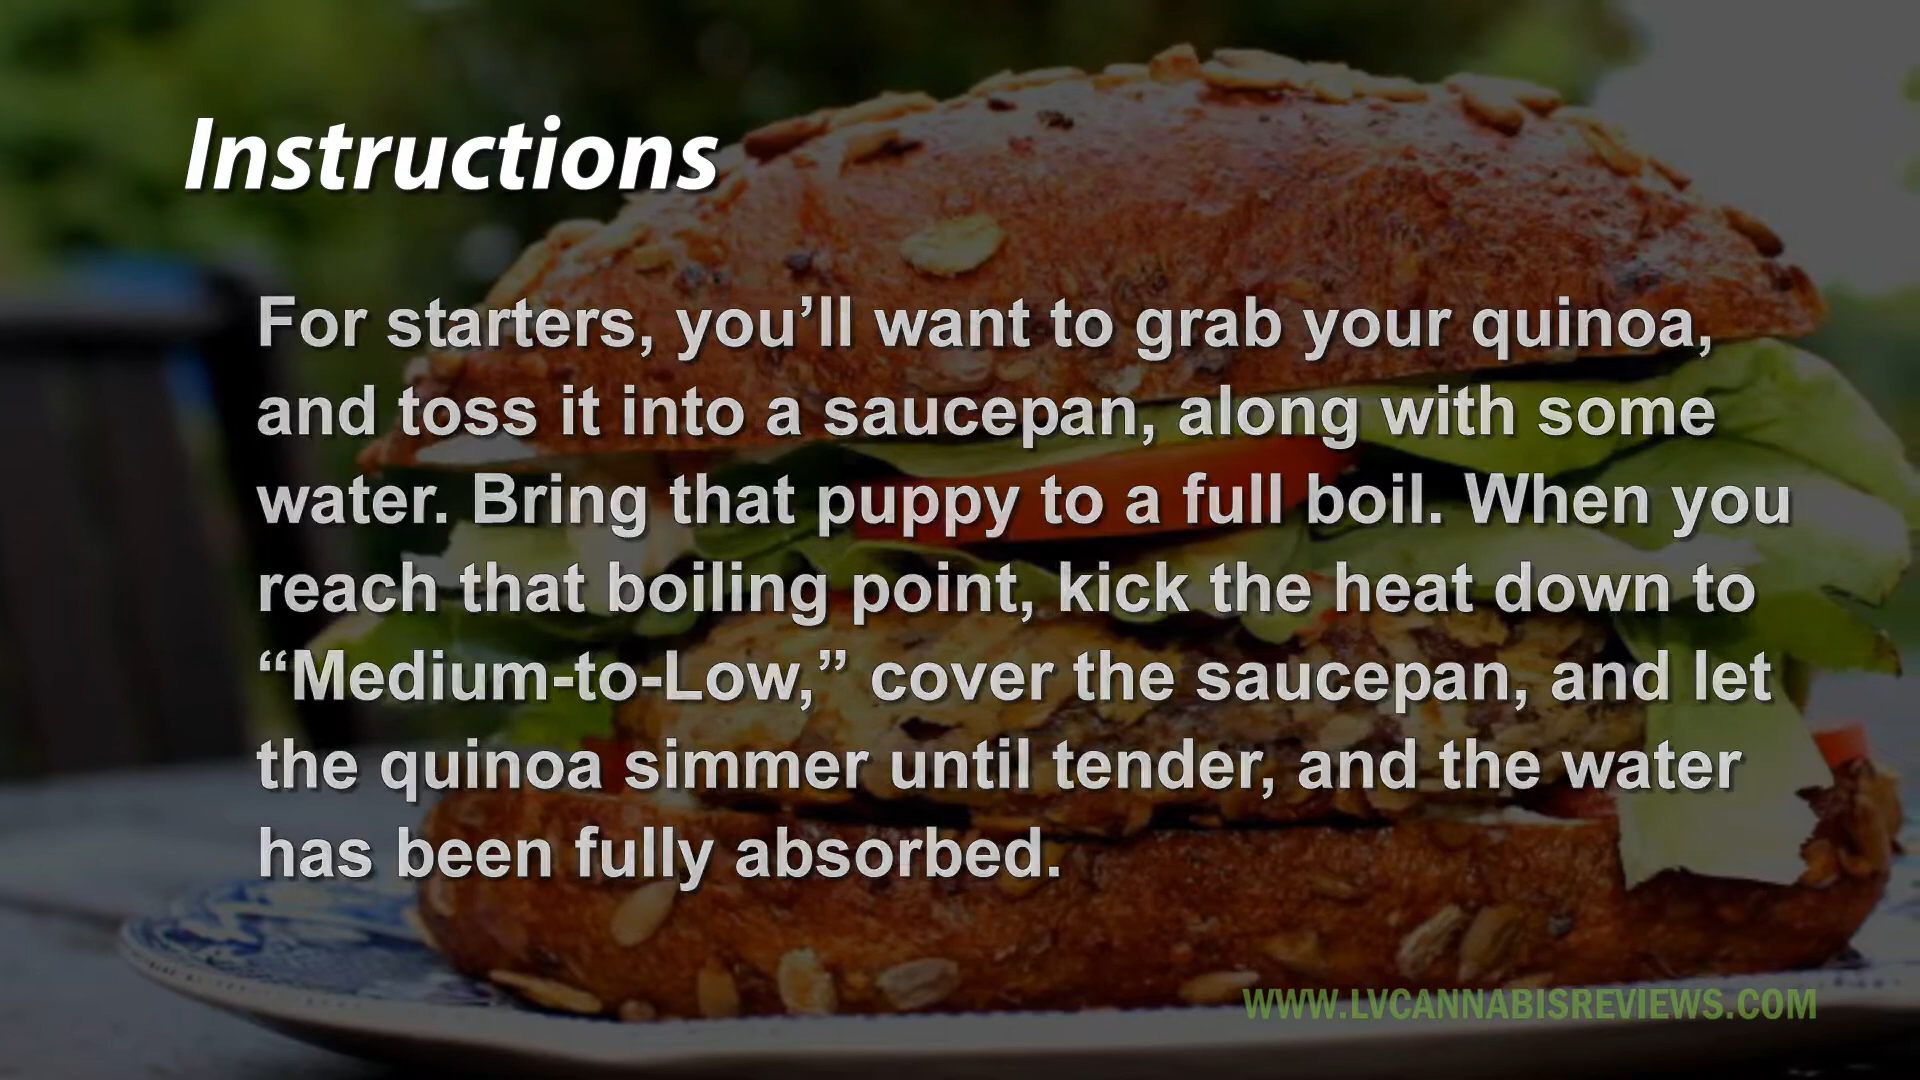 Instructions
For starters, you’ll want to grab your quinoa,
and toss it into a saucepan, along with some
water. Bring that puppy to a full boil. When you
reach that boiling point, kick the heat down to
“Medium-to-Low,” cover the saucepan, and let
the quinoa simmer until tender, and the water
has been fully absorbed.
WWW.LVCANNABISREVIEWS.COM